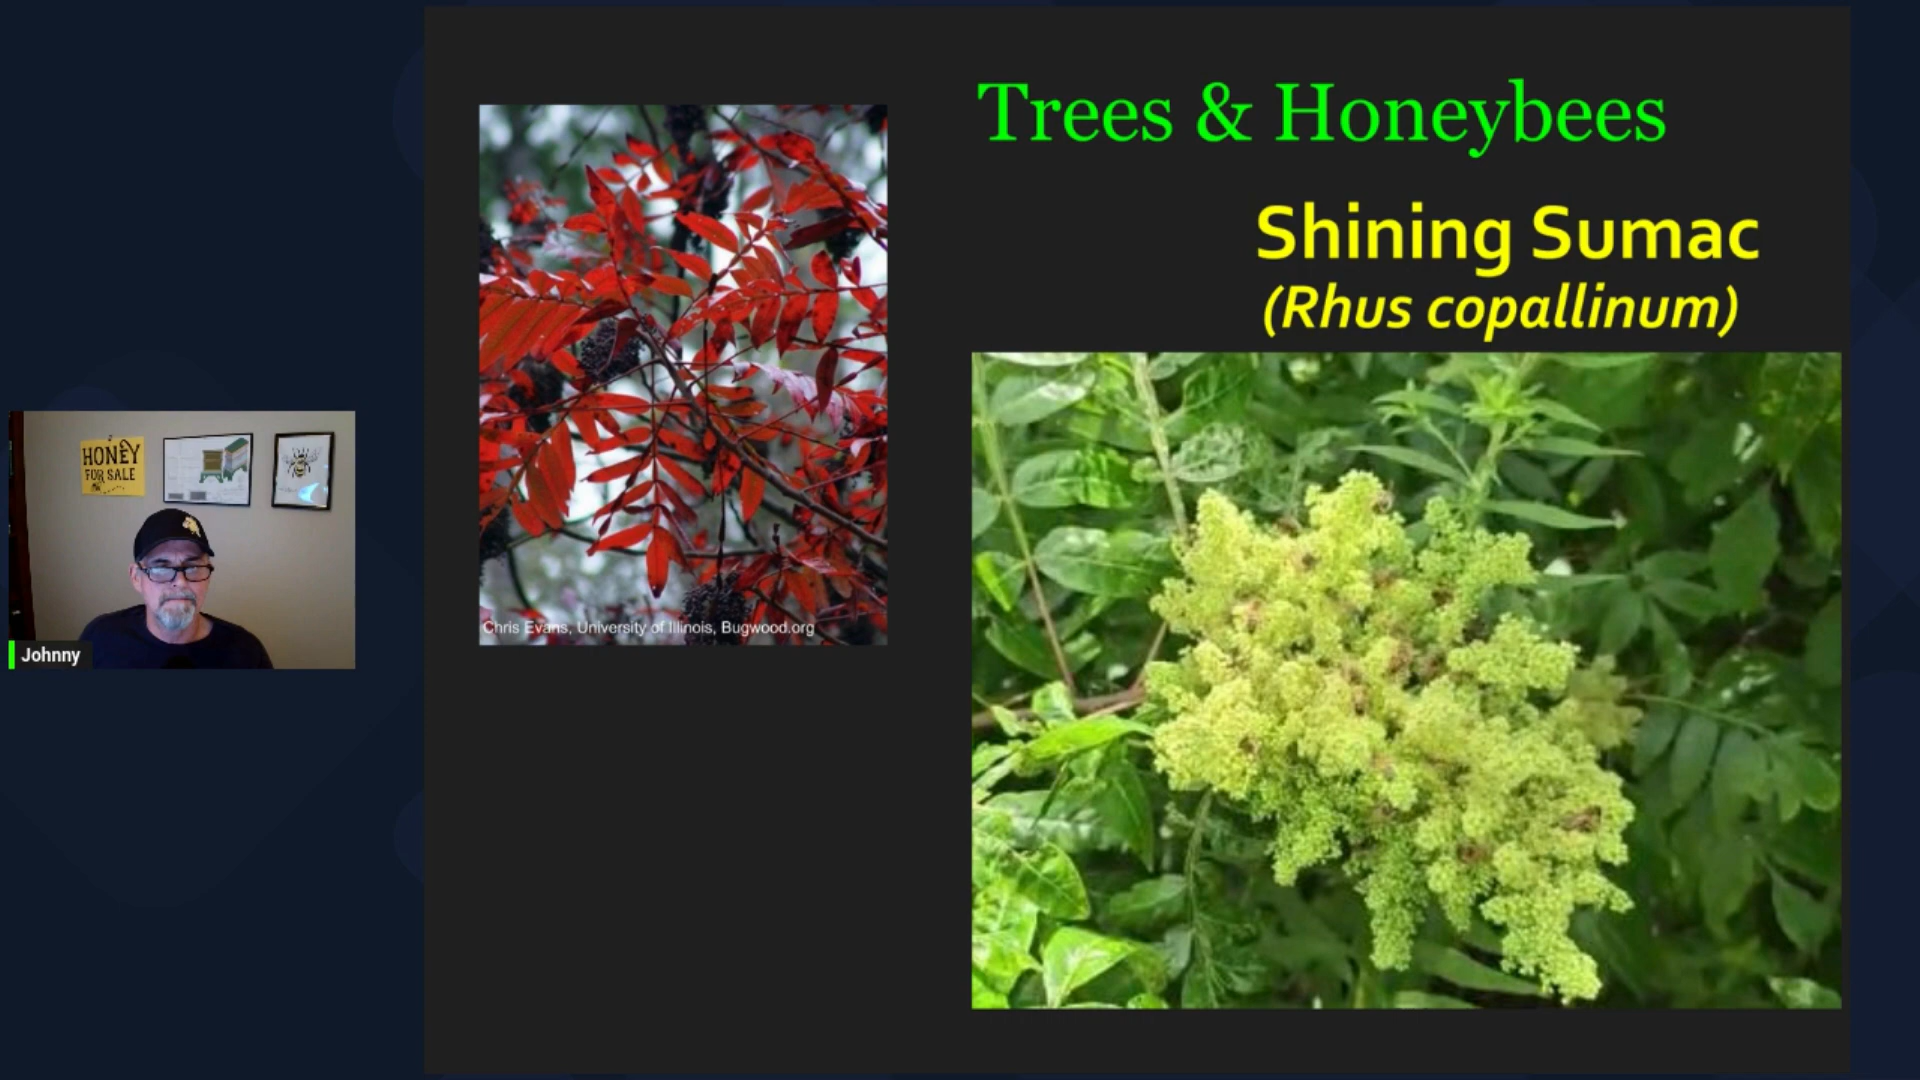 Trees & Honeybees
Shining Sumac
(Rhus copallinum)
Chris Evans, University of Illinois, Bugwood.org
HONEY
FOR SALE
Johnny